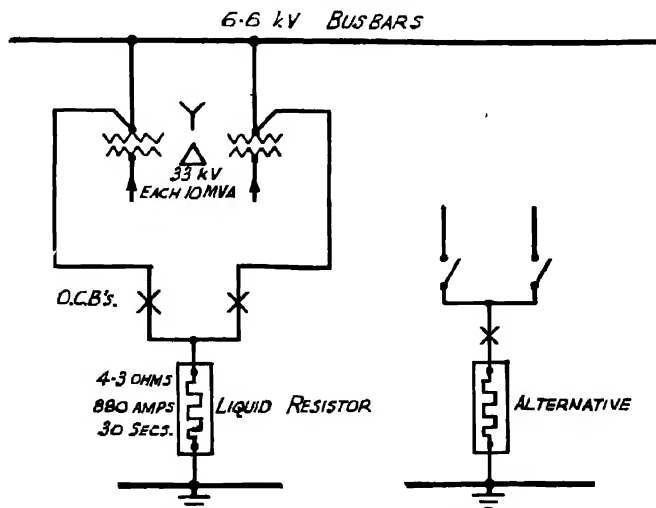 6·6 kV BUSBARS
33 kV
EACH 10 MVA
O.C.B's.
4·3 OHMS
880 AMPS
30 SECS.
LIQUID RESISTOR
ALTERNATIVE